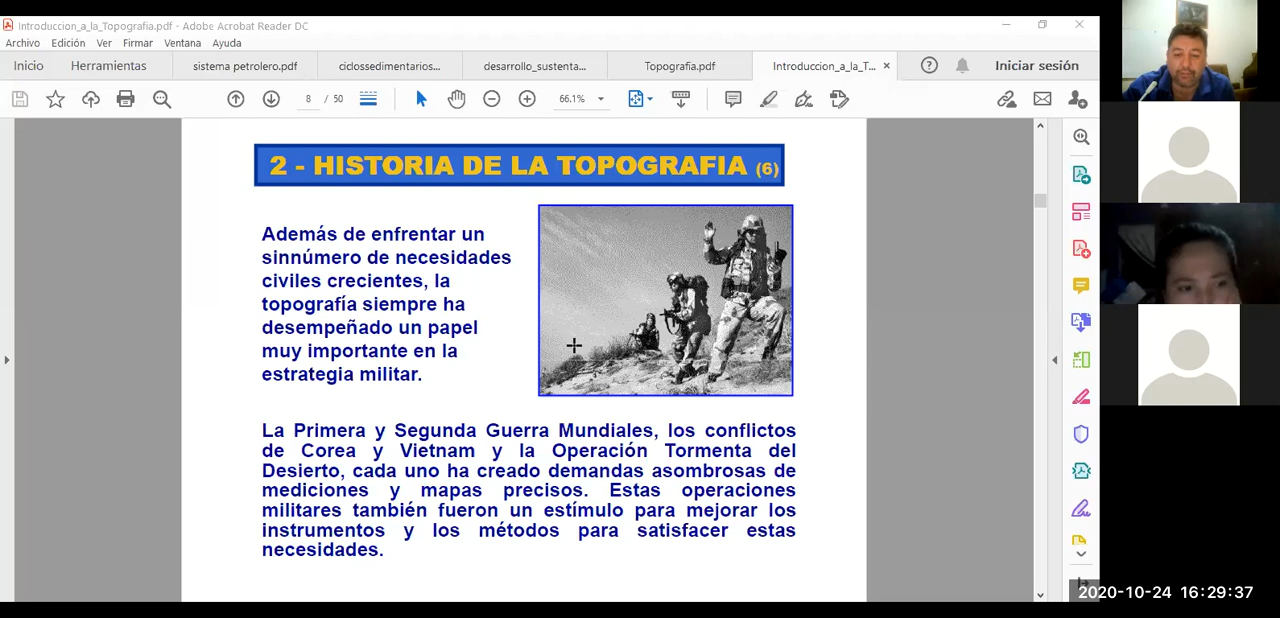 Introduccion_a_la_Topografia.pdf - Adobe Acrobat Reader DC
Archivo Edición Ver Firmar Ventana Ayuda
Inicio Herramientas sistema petrolero.pdf ciclossedimentarios... desarrollo_sustenta... Topografia.pdf Introduccion_a_la_T... Iniciar sesión
8 / 50 66.1%
2 - HISTORIA DE LA TOPOGRAFIA (6)
Además de enfrentar un
sinnúmero de necesidades
civiles crecientes, la
topografía siempre ha
desempeñado un papel
muy importante en la
estrategia militar.
La Primera y Segunda Guerra Mundiales, los conflictos
de Corea y Vietnam y la Operación Tormenta del
Desierto, cada uno ha creado demandas asombrosas de
mediciones y mapas precisos. Estas operaciones
militares también fueron un estímulo para mejorar los
instrumentos y los métodos para satisfacer estas
necesidades.
2020-10-24 16:29:37